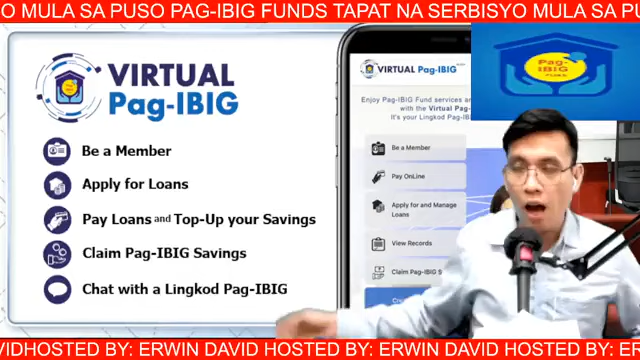 O MULA SA PUSO PAG-IBIG FUNDS TAPAT NA SERBISYO MULA SA PU
VIRTUAL
Pag-IBIG
Be a Member
Apply for Loans
Pay Loans and Top-Up your Savings
Claim Pag-IBIG Savings
Chat with a Lingkod Pag-IBIG
VIRTUAL Pag-IBIG
Enjoy Pag-IBIG Fund services an
with the Virtual Pag-
It's your Lingkod Pag-IB
Be a Member
Pay OnLine
Apply for and Manage
Loans
View Records
Claim Pag-IBIG S
Pag-
IBIG
FUNDS
VIDHOSTED BY: ERWIN DAVID HOSTED BY: ERWIN DAVID HOSTED BY: ER